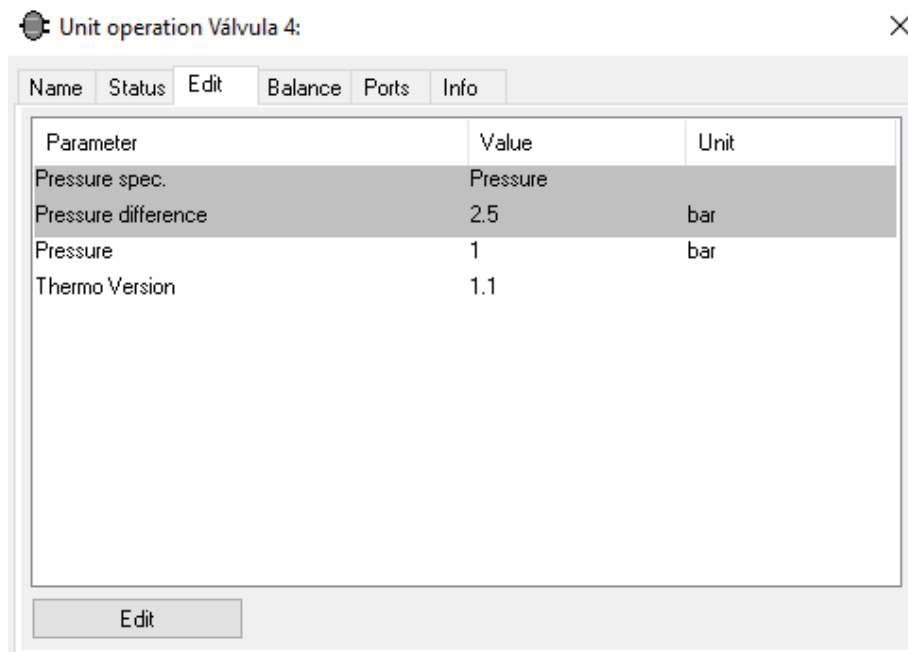 Unit operation Válvula 4:
Name Status Edit Balance Ports Info
Parameter Value Unit
Pressure spec. Pressure
Pressure difference 2.5 bar
Pressure 1 bar
Thermo Version 1.1
Edit